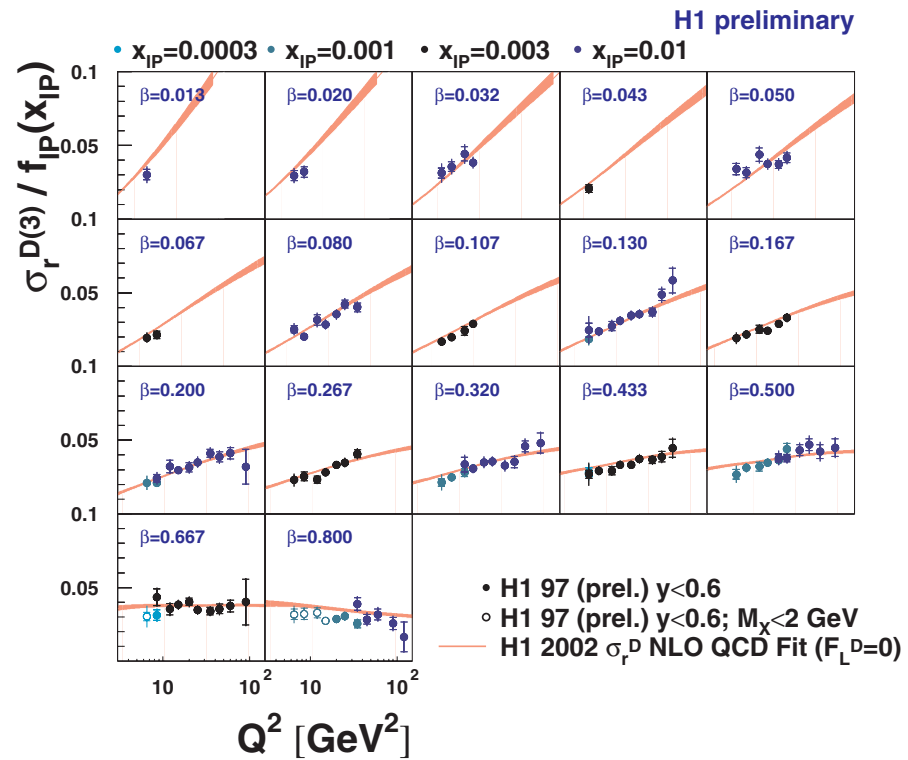 H1 preliminary
x_IP=0.0003 x_IP=0.001 x_IP=0.003 x_IP=0.01
σ_r^D(3) / f_IP(x_IP)
0.1
β=0.013 β=0.020 β=0.032 β=0.043 β=0.050
0.05
0.1
β=0.067 β=0.080 β=0.107 β=0.130 β=0.167
0.05
0.1
β=0.200 β=0.267 β=0.320 β=0.433 β=0.500
0.05
0.1
β=0.667 β=0.800
0.05
H1 97 (prel.) y<0.6
H1 97 (prel.) y<0.6; M_X<2 GeV
H1 2002 σ_r^D NLO QCD Fit (F_L^D=0)
10 10^2 10 10^2
Q^2 [GeV^2]